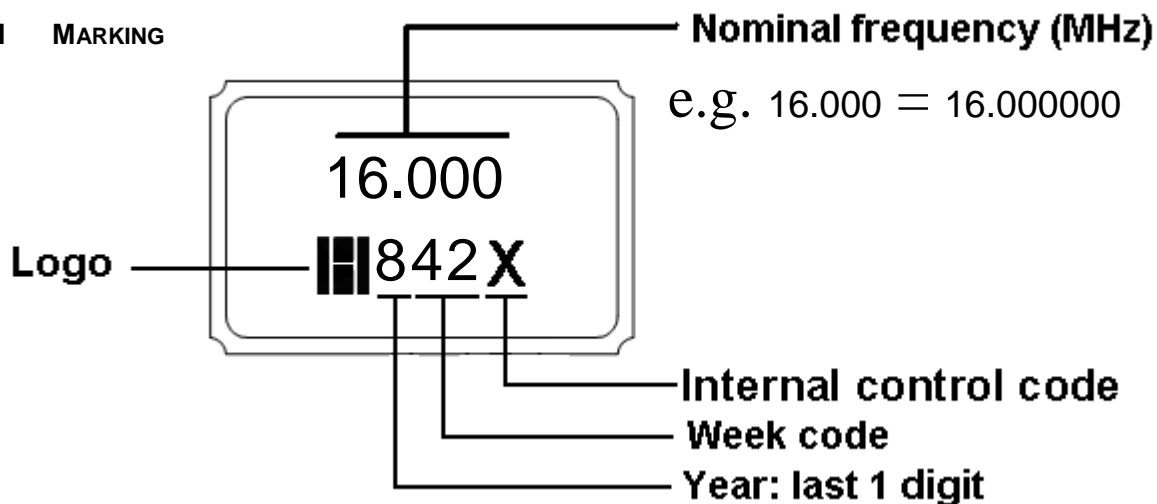 MARKING
Nominal frequency (MHz)
e.g. 16.000 = 16.000000
16.000
Logo
842X
Internal control code
Week code
Year: last 1 digit